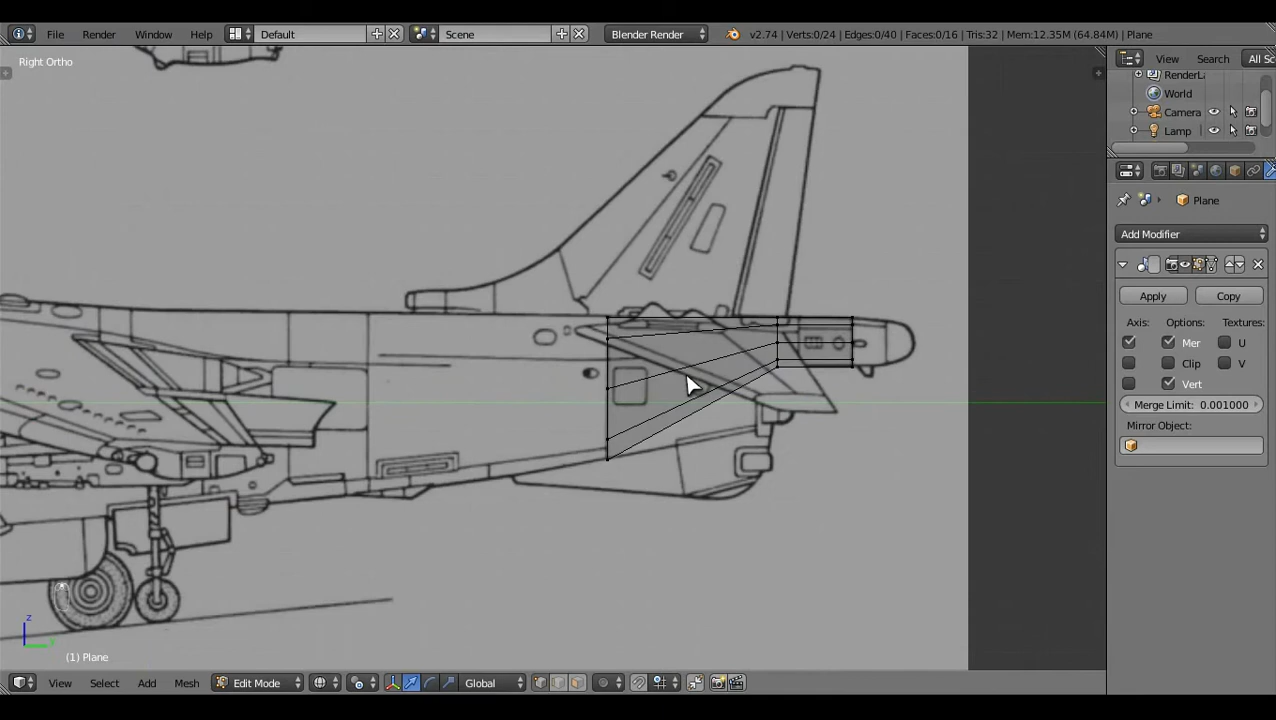 File Render Window Help Default Scene Blender Render v2.74 | Verts:0/24 | Edges:0/40 | Faces:0/16 | Tris:32 | Mem:12.35M (64.84M) | Plane
Right Ortho
View Search All Sc
RenderLa
World
Camera
Lamp
Plane
Add Modifier
Apply Copy
Axis: Options: Textures:
Mer U
Clip V
Vert
Merge Limit: 0.001000
Mirror Object:
z
y
(1) Plane
View Select Add Mesh Edit Mode Global